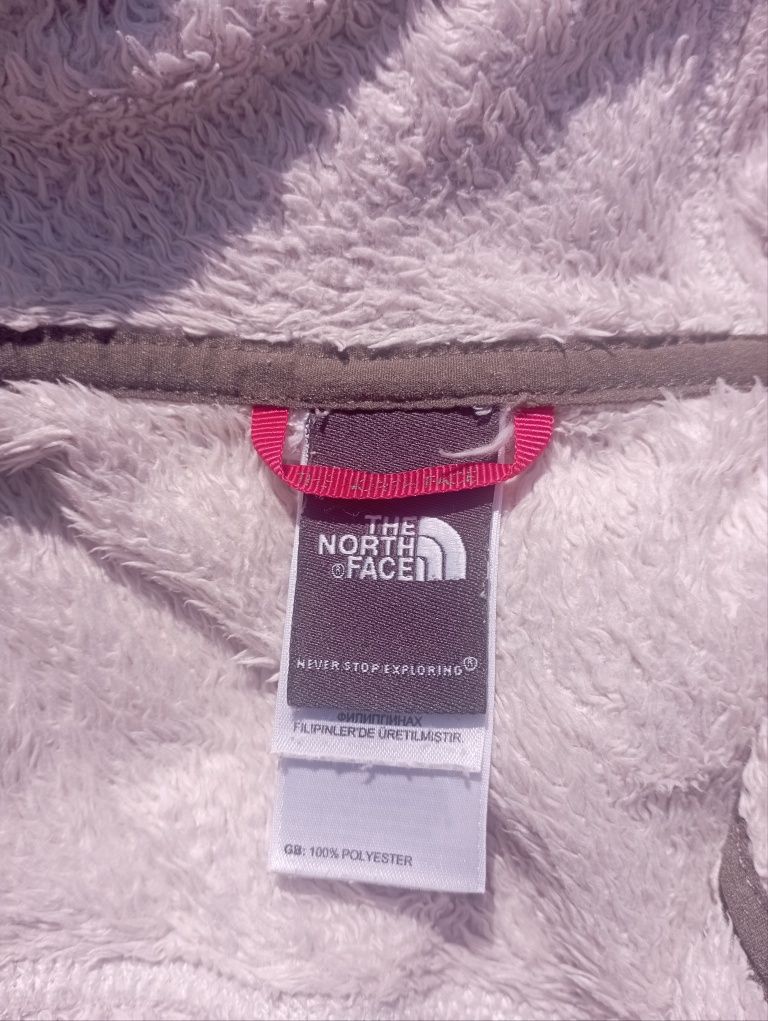 THE
NORTH
®FACE
NEVER STOP EXPLORING®
ФИЛИППИНАХ
FILIPINLER'DE ÜRETILMIŞTIR
GB: 100% POLYESTER